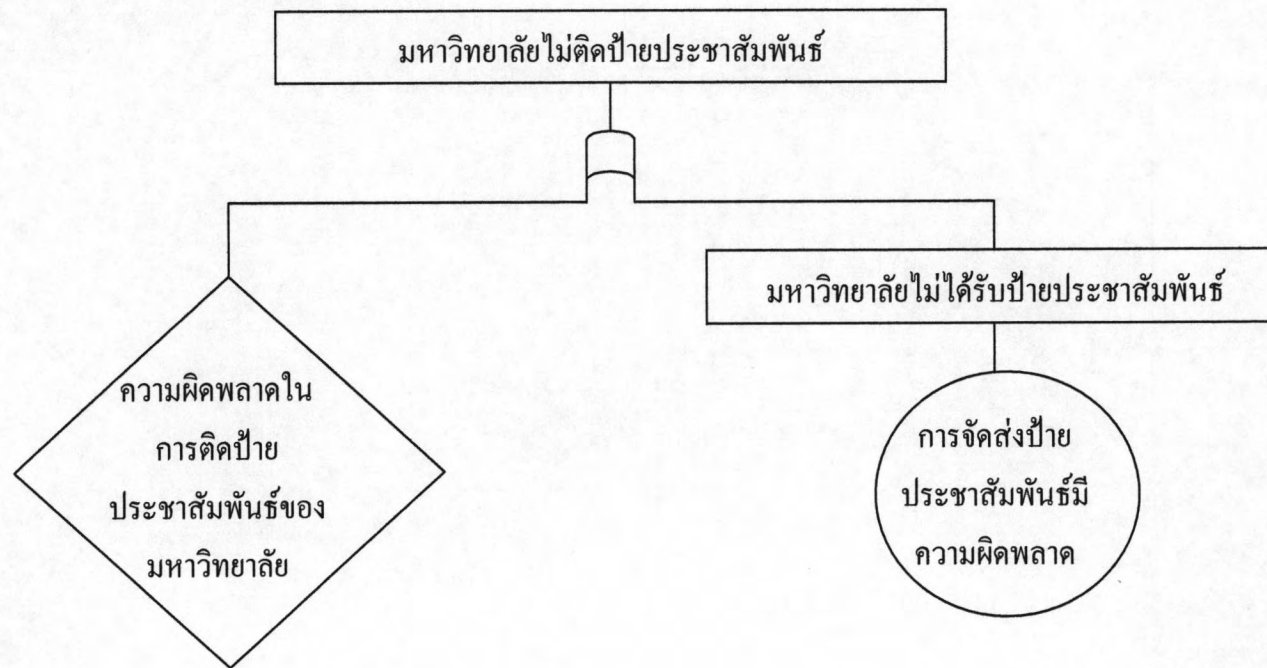 มหาวิทยาลัยไม่ติดป้ายประชาสัมพันธ์
มหาวิทยาลัยไม่ได้รับป้ายประชาสัมพันธ์
ความผิดพลาดใน
การติดป้าย
ประชาสัมพันธ์ของ
มหาวิทยาลัย
การจัดส่งป้าย
ประชาสัมพันธ์มี
ความผิดพลาด